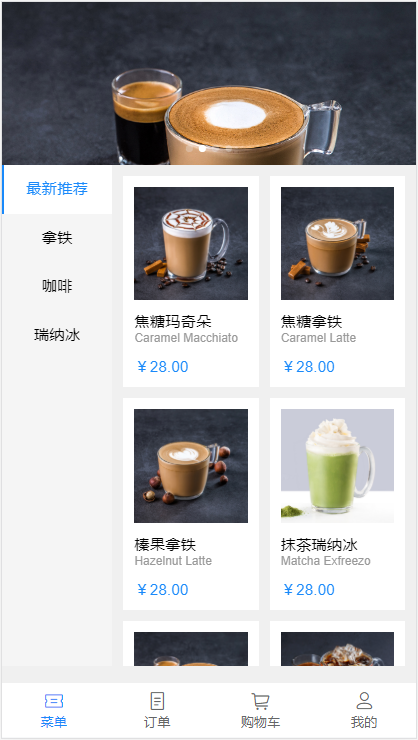 最新推荐
拿铁
咖啡
瑞纳冰
焦糖玛奇朵
Caramel Macchiato
￥28.00
焦糖拿铁
Caramel Latte
￥28.00
榛果拿铁
Hazelnut Latte
￥28.00
抹茶瑞纳冰
Matcha Exfreezo
￥28.00
菜单
订单
购物车
我的